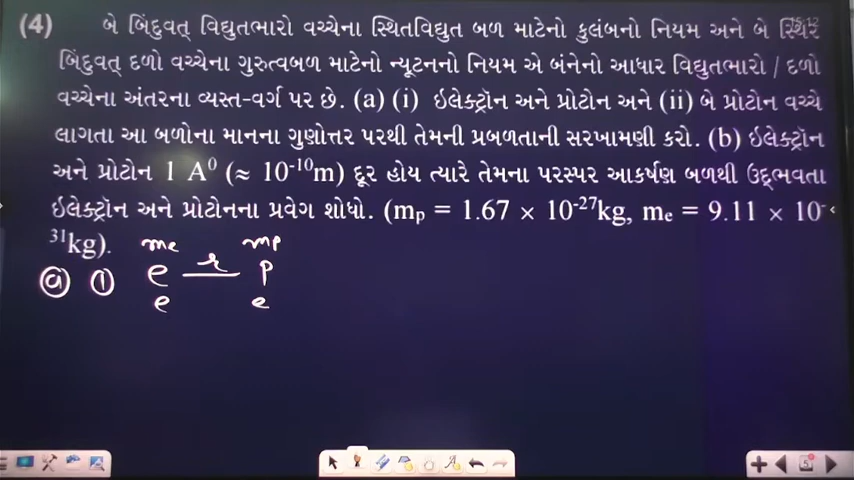 (4) બે બિંદુવત્ વિદ્યુતભારો વચ્ચેના સ્થિતવિદ્યુત બળ માટેનો કુલંબનો નિયમ અને બે સ્થિર
બિંદુવત્ દળો વચ્ચેના ગુરુત્વબળ માટેનો ન્યૂટનનો નિયમ એ બંનેનો આધાર વિદ્યુતભારો / દળો
વચ્ચેના અંતરના વ્યસ્ત-વર્ગ પર છે. (a) (i) ઇલેક્ટ્રૉન અને પ્રોટોન અને (ii) બે પ્રોટોન વચ્ચે
લાગતા આ બળોના માનના ગુણોત્તર પરથી તેમની પ્રબળતાની સરખામણી કરો. (b) ઇલેક્ટ્રૉન
અને પ્રોટોન 1 A⁰ (≈ 10⁻¹⁰m) દૂર હોય ત્યારે તેમના પરસ્પર આકર્ષણ બળથી ઉદ્ભવતા
ઇલેક્ટ્રૉન અને પ્રોટોનના પ્રવેગ શોધો. (mₚ = 1.67 × 10⁻²⁷kg, mₑ = 9.11 × 10⁻
³¹kg).
me mp
ⓐ ① e r p
e e